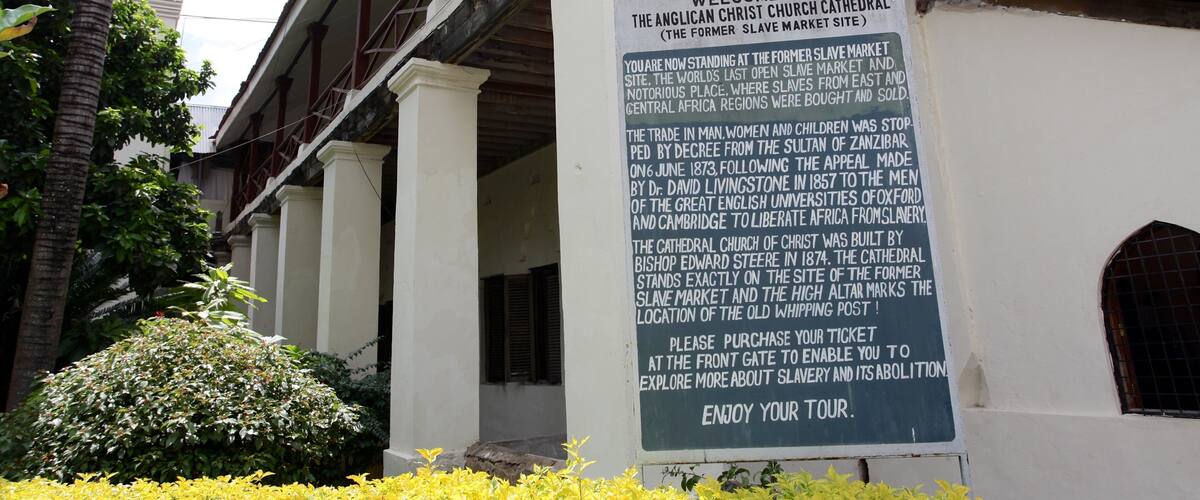 WELCOME
THE ANGLICAN CHRIST CHURCH CATHEDRAL
(THE FORMER SLAVE MARKET SITE)
YOU ARE NOW STANDING AT THE FORMER SLAVE MARKET
SITE, THE WORLD'S LAST OPEN SLAVE MARKET AND
NOTORIOUS PLACE, WHERE SLAVES FROM EAST AND
CENTRAL AFRICA REGIONS WERE BOUGHT AND SOLD.
THE TRADE IN MAN, WOMEN AND CHILDREN WAS STOP-
PED BY DECREE FROM THE SULTAN OF ZANZIBAR
ON 6 JUNE 1873, FOLLOWING THE APPEAL MADE
BY Dr. DAVID LIVINGSTONE IN 1857 TO THE MEN
OF THE GREAT ENGLISH UNIVERSITIES OF OXFORD
AND CAMBRIDGE TO LIBERATE AFRICA FROM SLAVERY.
THE CATHEDRAL CHURCH OF CHRIST WAS BUILT BY
BISHOP EDWARD STEERE IN 1874. THE CATHEDRAL
STANDS EXACTLY ON THE SITE OF THE FORMER
SLAVE MARKET AND THE HIGH ALTAR MARKS THE
LOCATION OF THE OLD WHIPPING POST!
PLEASE PURCHASE YOUR TICKET
AT THE FRONT GATE TO ENABLE YOU TO
EXPLORE MORE ABOUT SLAVERY AND ITS ABOLITION.
ENJOY YOUR TOUR.